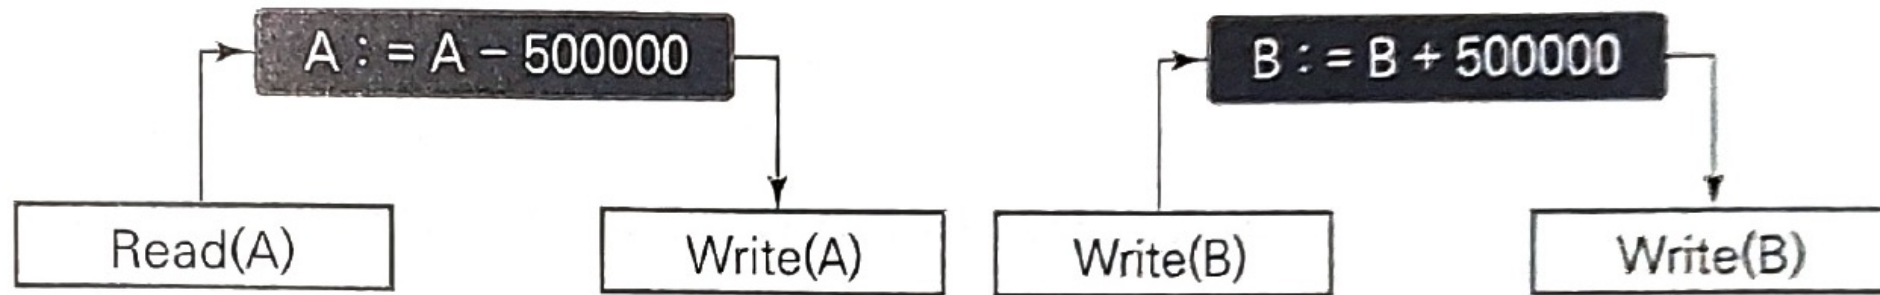 A : = A − 500000
B : = B + 500000
Read(A)
Write(A)
Write(B)
Write(B)